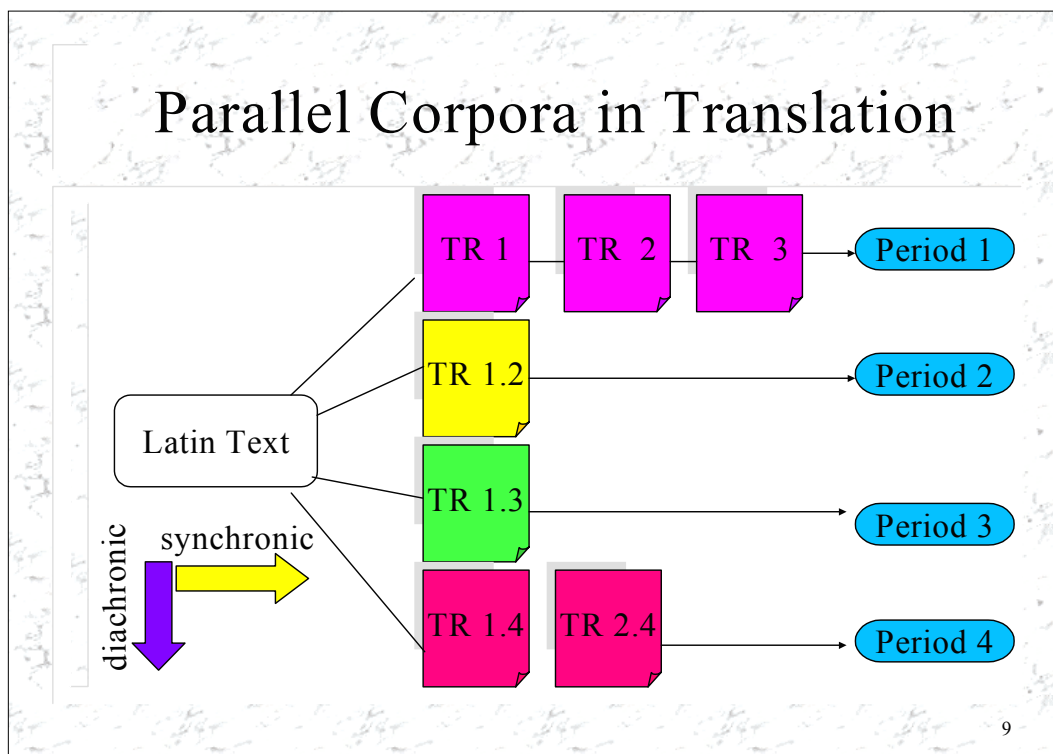 Parallel Corpora in Translation
TR 1
TR 2
TR 3
Period 1
TR 1.2
Period 2
Latin Text
TR 1.3
Period 3
synchronic
diachronic
TR 1.4
TR 2.4
Period 4
9